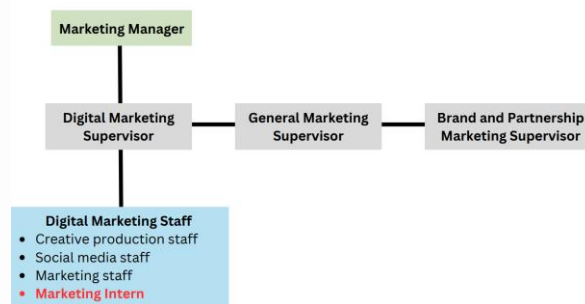 Marketing Manager
Digital Marketing
Supervisor
General Marketing
Supervisor
Brand and Partnership
Marketing Supervisor
Digital Marketing Staff
• Creative production staff
• Social media staff
• Marketing staff
• Marketing Intern